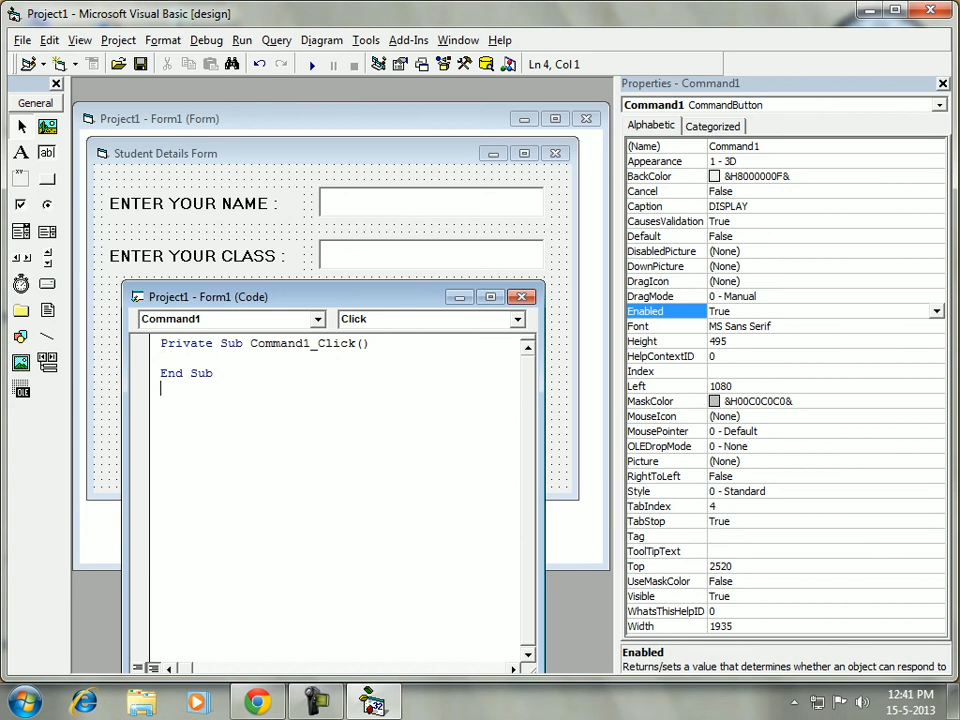 Project1 - Microsoft Visual Basic [design]
File Edit View Project Format Debug Run Query Diagram Tools Add-Ins Window Help
Ln 4, Col 1
General
A
ab|
OLE
Project1 - Form1 (Form)
Student Details Form
ENTER YOUR NAME :
ENTER YOUR CLASS :
Project1 - Form1 (Code)
Command1 Click
Private Sub Command1_Click()
End Sub
Properties - Command1
Command1 CommandButton
Alphabetic Categorized
(Name) Command1
Appearance 1 - 3D
BackColor &H8000000F&
Cancel False
Caption DISPLAY
CausesValidation True
Default False
DisabledPicture (None)
DownPicture (None)
DragIcon (None)
DragMode 0 - Manual
Enabled True
Font MS Sans Serif
Height 495
HelpContextID 0
Index
Left 1080
MaskColor &H00C0C0C0&
MouseIcon (None)
MousePointer 0 - Default
OLEDropMode 0 - None
Picture (None)
RightToLeft False
Style 0 - Standard
TabIndex 4
TabStop True
Tag
ToolTipText
Top 2520
UseMaskColor False
Visible True
WhatsThisHelpID 0
Width 1935
Enabled
Returns/sets a value that determines whether an object can respond to
32
12:41 PM
15-5-2013